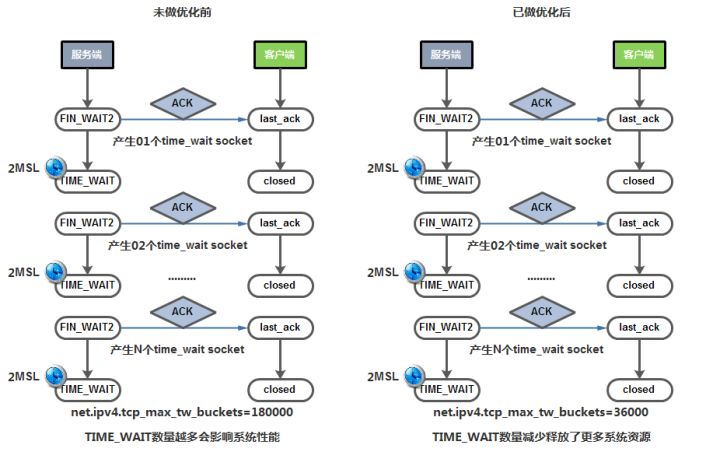 未做优化前
服务端
客户端
ACK
FIN_WAIT2
last_ack
产生01个time_wait socket
2MSL
TIME_WAIT
closed
ACK
FIN_WAIT2
last_ack
产生02个time_wait socket
2MSL
TIME_WAIT
.........
closed
ACK
FIN_WAIT2
last_ack
产生N个time_wait socket
2MSL
TIME_WAIT
closed
net.ipv4.tcp_max_tw_buckets=180000
TIME_WAIT数量越多会影响系统性能
已做优化后
服务端
客户端
ACK
FIN_WAIT2
last_ack
产生01个time_wait socket
2MSL
TIME_WAIT
closed
ACK
FIN_WAIT2
last_ack
产生02个time_wait socket
2MSL
TIME_WAIT
.........
closed
ACK
FIN_WAIT2
last_ack
产生N个time_wait socket
2MSL
TIME_WAIT
closed
net.ipv4.tcp_max_tw_buckets=36000
TIME_WAIT数量减少释放了更多系统资源